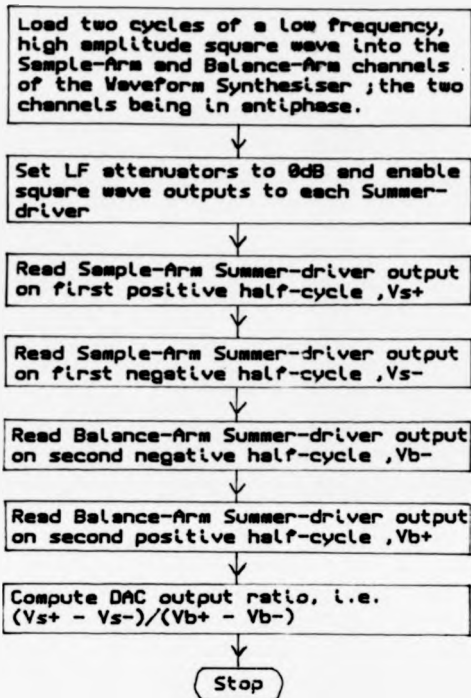 Load two cycles of a low frequency,
high amplitude square wave into the
Sample-Arm and Balance-Arm channels
of the Waveform Synthesiser ;the two
channels being in antiphase.
Set LF attenuators to 0dB and enable
square wave outputs to each Summer-
driver
Read Sample-Arm Summer-driver output
on first positive half-cycle ,Vs+
Read Sample-Arm Summer-driver output
on first negative half-cycle ,Vs-
Read Balance-Arm Summer-driver output
on second negative half-cycle ,Vb-
Read Balance-Arm Summer-driver output
on second positive half-cycle ,Vb+
Compute DAC output ratio, i.e.
(Vs+ - Vs-)/(Vb+ - Vb-)
Stop